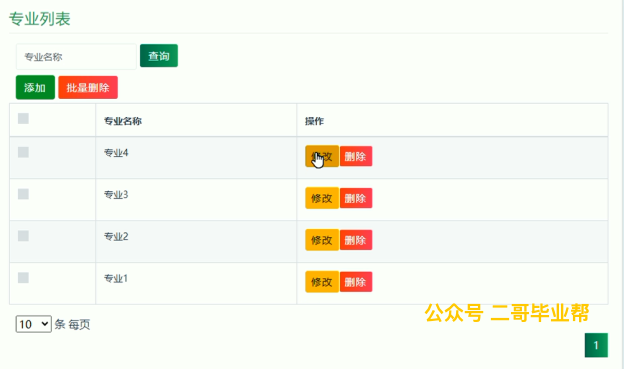 专业列表
专业名称 查询
添加 批量删除
专业名称 操作
专业4 修改 删除
专业3 修改 删除
专业2 修改 删除
专业1 修改 删除
公众号 二哥毕业帮
10 条 每页
1